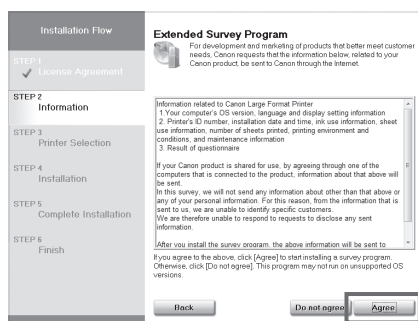 Installation Flow
STEP 1
License Agreement
STEP 2
Information
STEP 3
Printer Selection
STEP 4
Installation
STEP 5
Complete Installation
STEP 6
Finish
Extended Survey Program
For development and marketing of products that better meet customer
needs, Canon requests that the information below, related to your
Canon product, be sent to Canon through the Internet.
Information related to Canon Large Format Printer
1.Your computer's OS version, language and display setting information
2. Printer's ID number, installation date and time, ink use information, sheet
use information, number of sheets printed, printing environment and
conditions, and maintenance information
3. Result of questionnaire
If your Canon product is shared for use, by agreeing through one of the
computers that is connected to the product, information about that above will
be sent.
In this survey, we will not send any information about other than that above or
any of your personal information. For this reason, from the information that is
sent to us, we are unable to identify specific customers.
We are therefore unable to respond to requests to disclose any sent
information.
After you install the survey program, the above information will be sent to
If you agree to the above, click [Agree] to start installing a survey program.
Otherwise, click [Do not agree]. This program may not run on unsupported OS
versions.
Back
Do not agree
Agree